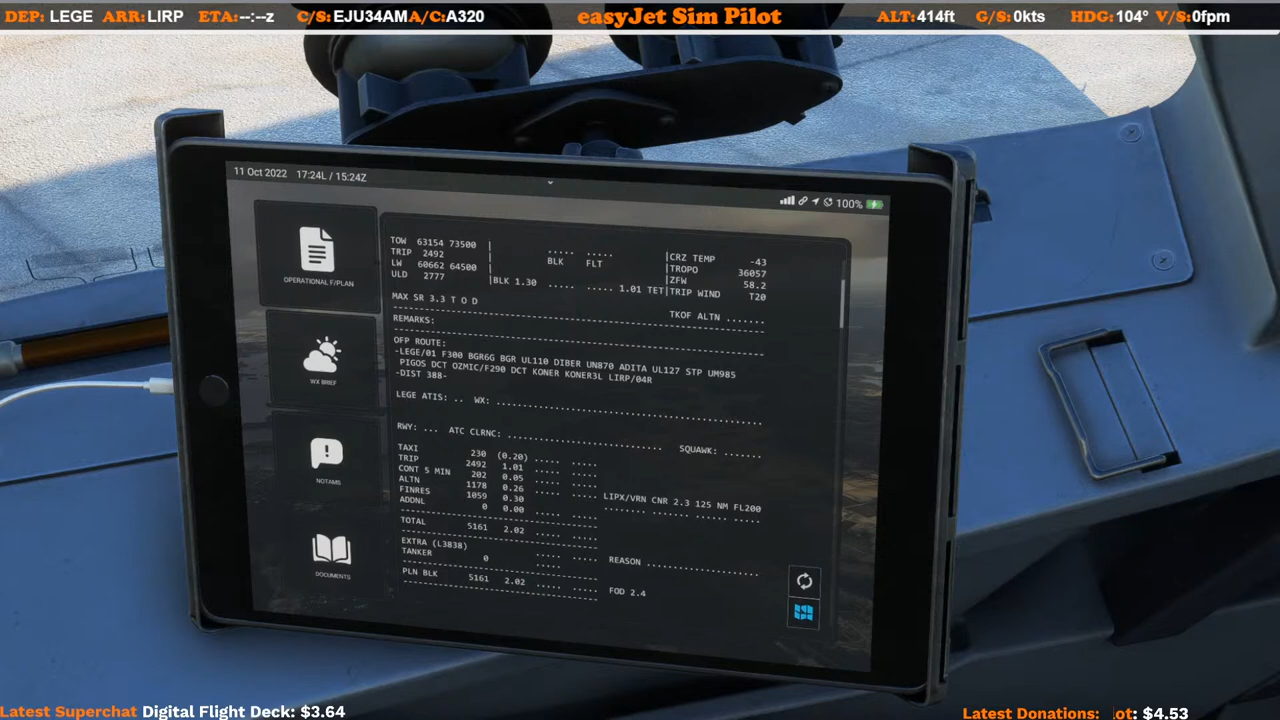 DEP: LEGE ARR: LIRP ETA: --:--z C/S: EJU34AM A/C: A320 easyJet Sim Pilot ALT: 414ft G/S: 0kts HDG: 104° V/S: 0fpm
11 Oct 2022 17:24L / 15:24Z 100%
OPERATIONAL F/PLAN
WX BRIEF
NOTAMS
DOCUMENTS
TOW 63154 73500 | ..... ..... |CRZ TEMP -43
TRIP 2492 | BLK FLT |TROPO 36057
LW 60662 64500 | |ZFW 58.2
ULD 2777 |BLK 1.30 ..... ..... 1.01 TET|TRIP WIND T20
MAX SR 3.3 T O D TKOF ALTN .......
REMARKS:
OFP ROUTE:
-LEGE/01 F300 BGR6G BGR UL110 DIBER UN870 ADITA UL127 STP UM985
PIGOS DCT OZMIC/F290 DCT KONER KONER3L LIRP/04R
-DIST 388-
LEGE ATIS: .. WX: ..................................................
RWY: ... ATC CLRNC: ............................. SQUAWK: .......
TAXI 230 (0.20) ..... .....
TRIP 2492 1.01 ..... .....
CONT 5 MIN 202 0.05 ..... .....
ALTN 1178 0.26 ..... ..... LIPX/VRN CNR 2.3 125 NM FL200
FINRES 1059 0.30 ..... ..... ........ ....... ...... .....
ADDNL 0 0.00 ..... .....
TOTAL 5161 2.02 ..... .....
EXTRA (L3838) ..... .....
TANKER 0 ..... REASON .....................
PLN BLK 5161 2.02 ..... ..... FOD 2.4
Latest Superchat Digital Flight Deck: $3.64 Latest Donations: lot: $4.53